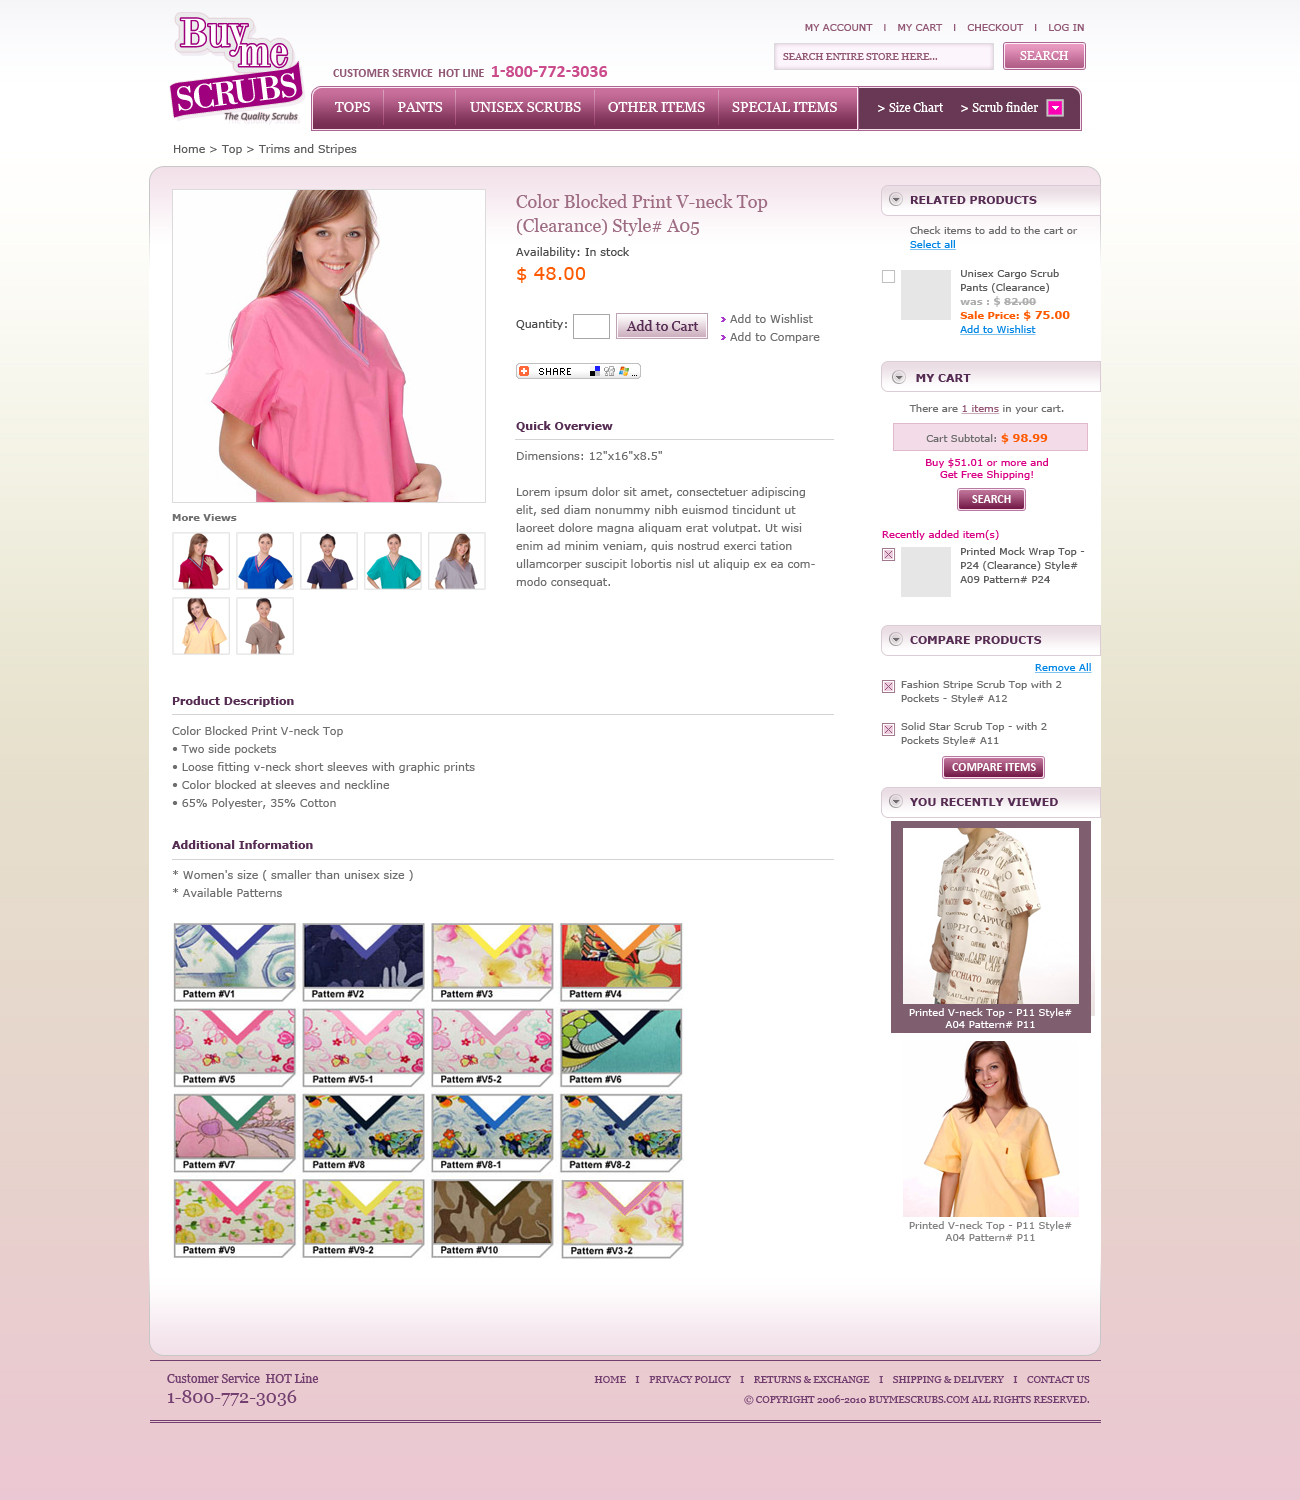 Buy me
SCRUBS
The Quality Scrubs
MY ACCOUNT I MY CART I CHECKOUT I LOG IN
SEARCH ENTIRE STORE HERE...
SEARCH
CUSTOMER SERVICE HOT LINE 1-800-772-3036
TOPS
PANTS
UNISEX SCRUBS
OTHER ITEMS
SPECIAL ITEMS
> Size Chart
> Scrub finder
Home > Top > Trims and Stripes
Color Blocked Print V-neck Top
(Clearance) Style# A05
Availability: In stock
$ 48.00
Quantity:
Add to Cart
Add to Wishlist
Add to Compare
SHARE ...
Quick Overview
Dimensions: 12"x16"x8.5"
Lorem ipsum dolor sit amet, consectetuer adipiscing
elit, sed diam nonummy nibh euismod tincidunt ut
laoreet dolore magna aliquam erat volutpat. Ut wisi
enim ad minim veniam, quis nostrud exerci tation
ullamcorper suscipit lobortis nisl ut aliquip ex ea com-
modo consequat.
More Views
Product Description
Color Blocked Print V-neck Top
• Two side pockets
• Loose fitting v-neck short sleeves with graphic prints
• Color blocked at sleeves and neckline
• 65% Polyester, 35% Cotton
Additional Information
* Women's size ( smaller than unisex size )
* Available Patterns
Pattern #V1
Pattern #V2
Pattern #V3
Pattern #V4
Pattern #V5
Pattern #V5-1
Pattern #V5-2
Pattern #V6
Pattern #V7
Pattern #V8
Pattern #V8-1
Pattern #V8-2
Pattern #V9
Pattern #V9-2
Pattern #V10
Pattern #V3-2
RELATED PRODUCTS
Check items to add to the cart or
Select all
Unisex Cargo Scrub
Pants (Clearance)
was : $ 82.00
Sale Price: $ 75.00
Add to Wishlist
MY CART
There are 1 items in your cart.
Cart Subtotal: $ 98.99
Buy $51.01 or more and
Get Free Shipping!
SEARCH
Recently added item(s)
Printed Mock Wrap Top -
P24 (Clearance) Style#
A09 Pattern# P24
COMPARE PRODUCTS
Remove All
Fashion Stripe Scrub Top with 2
Pockets - Style# A12
Solid Star Scrub Top - with 2
Pockets Style# A11
COMPARE ITEMS
YOU RECENTLY VIEWED
Printed V-neck Top - P11 Style#
A04 Pattern# P11
Printed V-neck Top - P11 Style#
A04 Pattern# P11
Customer Service HOT Line
1-800-772-3036
HOME I PRIVACY POLICY I RETURNS & EXCHANGE I SHIPPING & DELIVERY I CONTACT US
© COPYRIGHT 2006-2010 BUYMESCRUBS.COM ALL RIGHTS RESERVED.